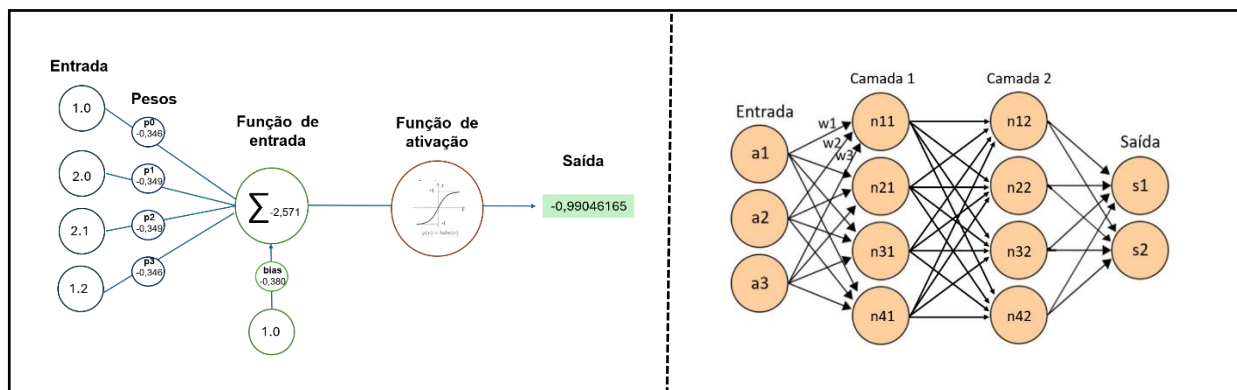 Entrada
Pesos
1.0
p0
-0,346
2.0
p1
-0,349
2.1
p2
-0,349
1.2
p3
-0,346
Função de
entrada
Σ -2,571
bias
-0,380
1.0
Função de
ativação
+1
-1
Saída
-0,99046165
Entrada
a1
a2
a3
w1
w2
w3
Camada 1
n11
n21
n31
n41
Camada 2
n12
n22
n32
n42
Saída
s1
s2